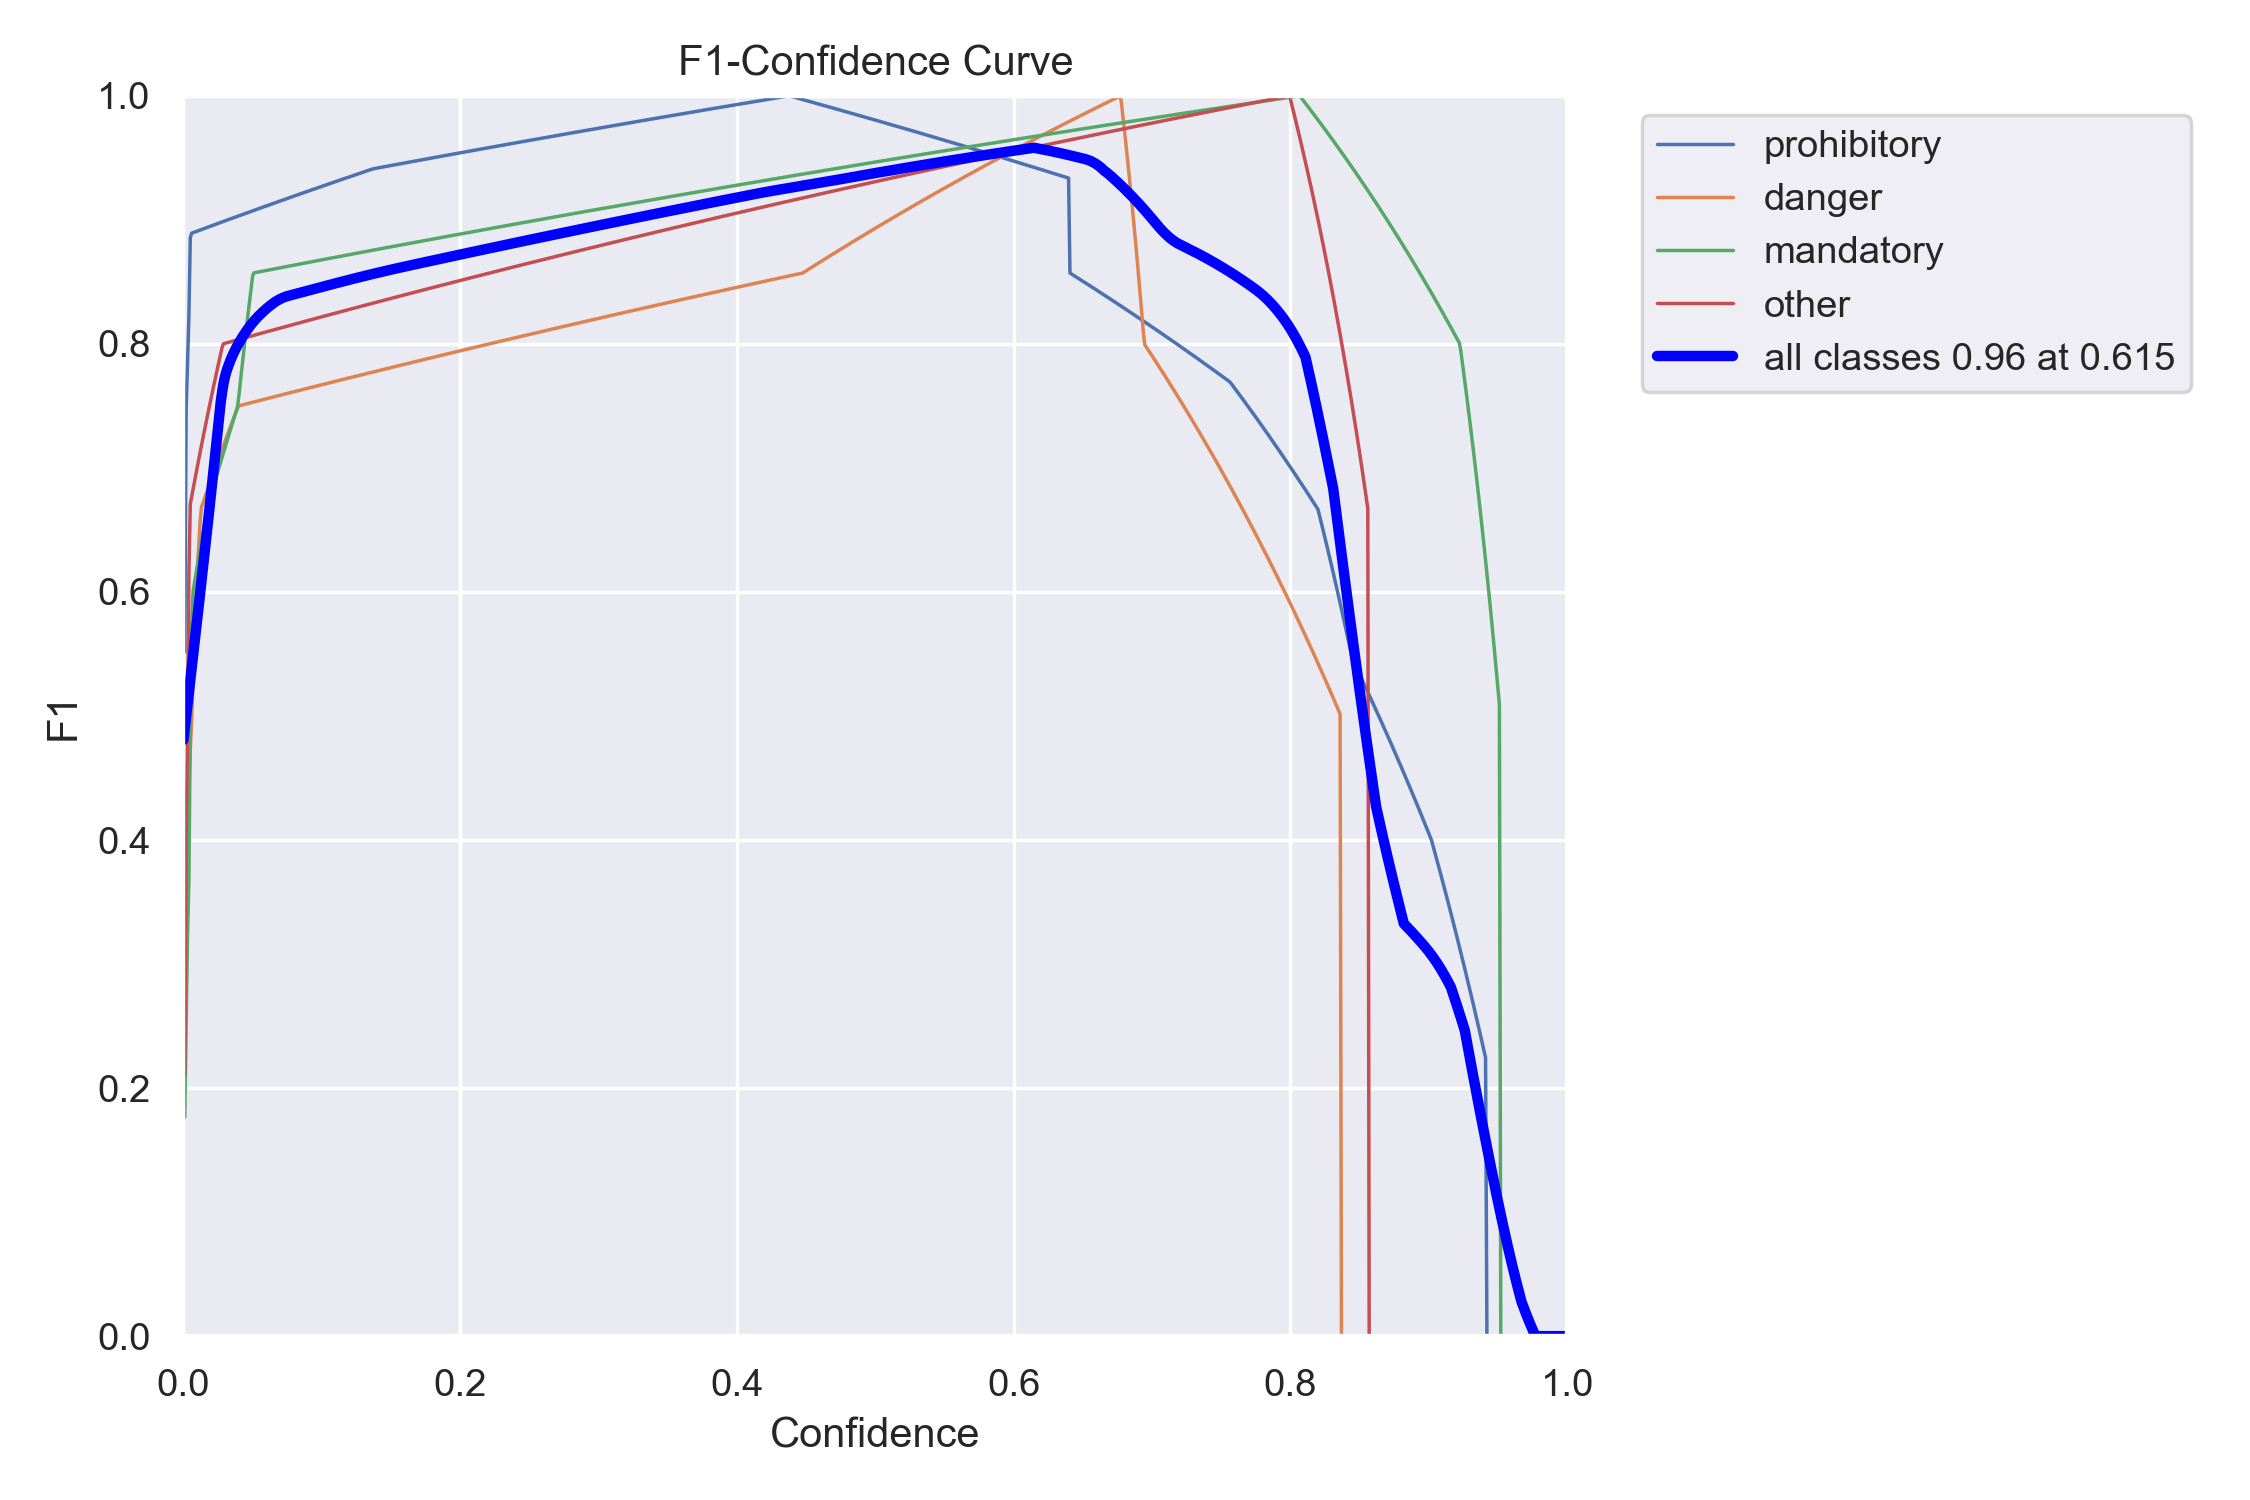 F1-Confidence Curve
1.0
0.8
0.6
0.4
0.2
0.0
F1
0.0 0.2 0.4 0.6 0.8 1.0
Confidence
prohibitory
danger
mandatory
other
all classes 0.96 at 0.615